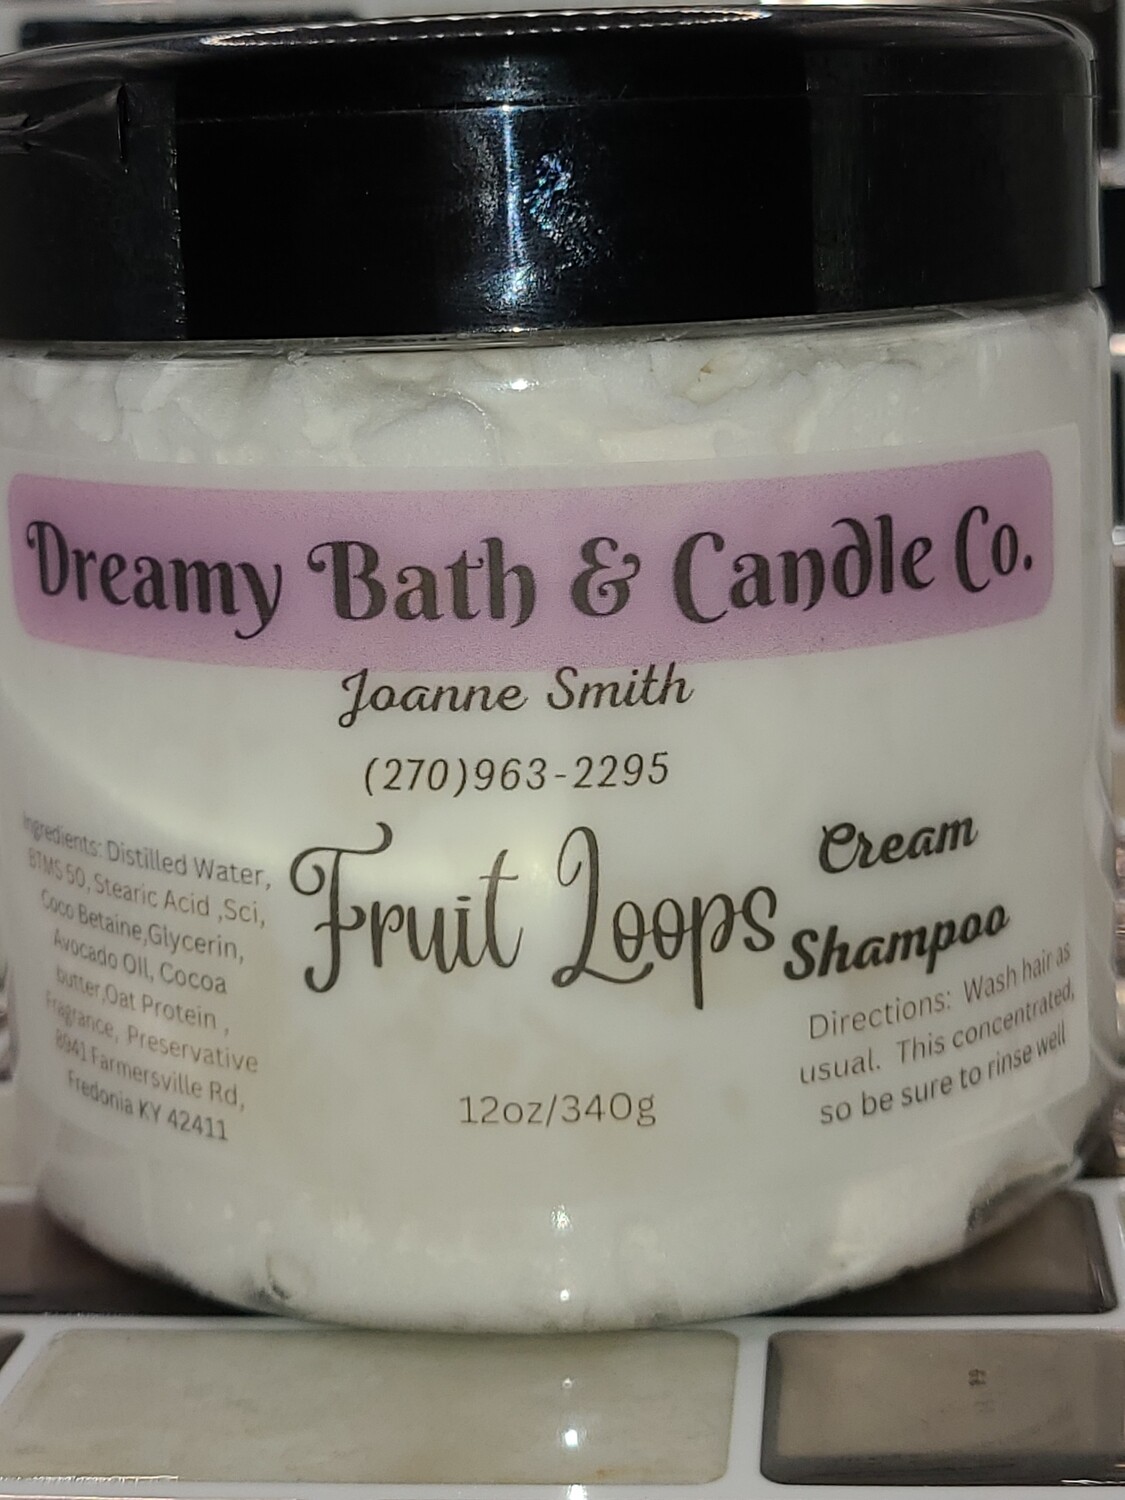 Dreamy Bath & Candle Co.
Joanne Smith
(270)963-2295
Fruit Loops
Cream
Shampoo
Ingredients: Distilled Water,
BTMS 50, Stearic Acid ,Sci,
Coco Betaine,Glycerin,
Avocado Oil, Cocoa
butter,Oat Protein ,
Fragrance, Preservative
8941 Farmersville Rd,
Fredonia KY 42411
Directions: Wash hair as
usual. This concentrated,
so be sure to rinse well
12oz/340g